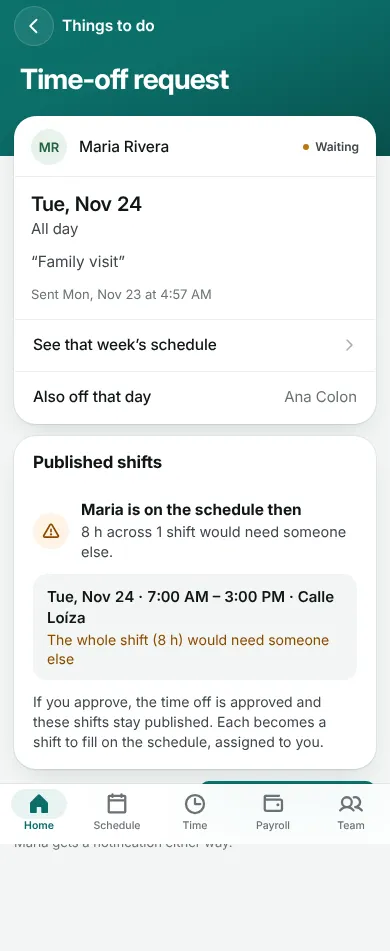 Things to do
Time-off request
MR
Maria Rivera
Waiting
Tue, Nov 24
All day
“Family visit”
Sent Mon, Nov 23 at 4:57 AM
See that week’s schedule
Also off that day
Ana Colon
Published shifts
Maria is on the schedule then
8 h across 1 shift would need someone
else.
Tue, Nov 24 · 7:00 AM – 3:00 PM · Calle
Loíza
The whole shift (8 h) would need someone
else
If you approve, the time off is approved and
these shifts stay published. Each becomes a
shift to fill on the schedule, assigned to you.
Home
Schedule
Time
Payroll
Team
Maria gets a notification either way.